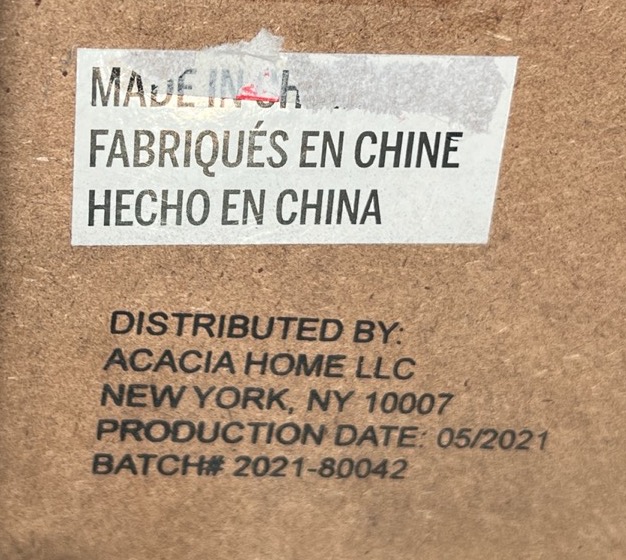 MADE IN CH
FABRIQUÉS EN CHINE
HECHO EN CHINA
DISTRIBUTED BY:
ACACIA HOME LLC
NEW YORK, NY 10007
PRODUCTION DATE: 05/2021
BATCH# 2021-80042